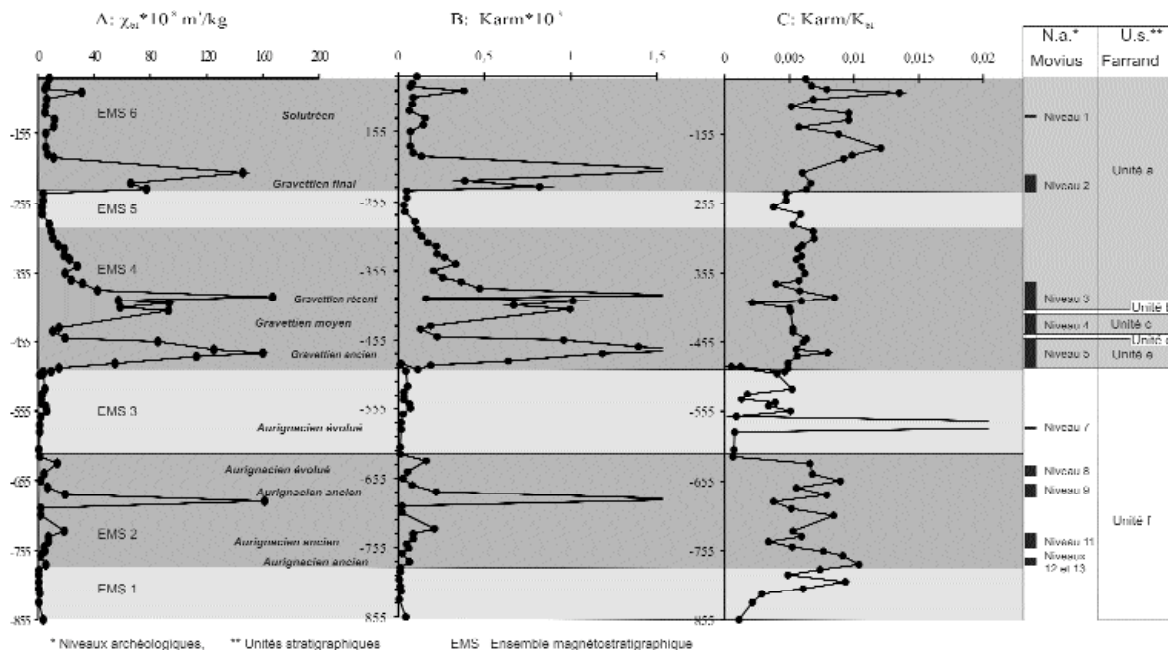 A: χbf*10⁻⁸ m³/kg
B: Karm*10
C: Karm/Kbf
N.a.* U.s.**
Movius Farrand
0 40 80 120 160 200
0 0,5 1 1,5
0 0,005 0,01 0,015 0,02
-155
-255
-355
-455
-555
-655
-755
-855
155
-255
-355
-455
-555
-655
-755
855
-155
-255
-355
-455
-555
-655
-755
-855
EMS 6
EMS 5
EMS 4
EMS 3
EMS 2
EMS 1
Solutréen
Gravettien final
Gravettien récent
Gravettien moyen
Gravettien ancien
Aurignacien évolué
Aurignacien évolué
Aurignacien ancien
Aurignacien ancien
Aurignacien ancien
Niveau 1
Niveau 2
Niveau 3
Niveau 4
Niveau 5
Niveau 7
Niveau 8
Niveau 9
Niveau 11
Niveaux
12 et 13
Unité a
Unité
Unité c
Unité
Unité e
Unité f
* Niveaux archéologiques, ** Unités stratigraphiques EMS Ensemble magnétostratigraphique